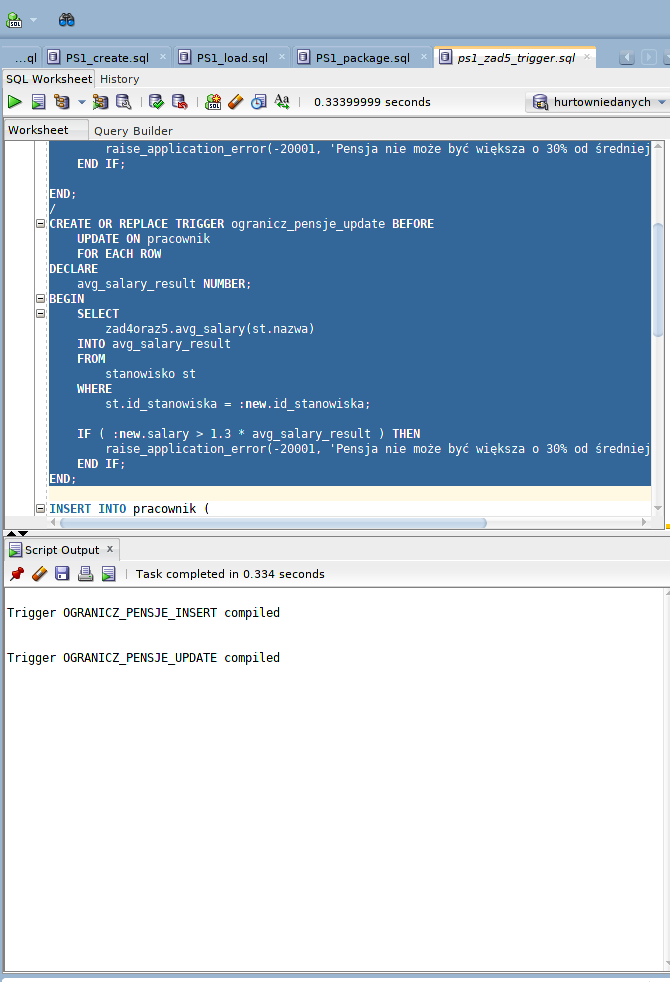 SQL
...ql PS1_create.sql PS1_load.sql PS1_package.sql ps1_zad5_trigger.sql
SQL Worksheet History
0.33399999 seconds hurtowniedanych
Worksheet Query Builder
raise_application_error(-20001, 'Pensja nie może być większa o 30% od średniej
END IF;
END;
/
CREATE OR REPLACE TRIGGER ogranicz_pensje_update BEFORE
UPDATE ON pracownik
FOR EACH ROW
DECLARE
avg_salary_result NUMBER;
BEGIN
SELECT
zad4oraz5.avg_salary(st.nazwa)
INTO avg_salary_result
FROM
stanowisko st
WHERE
st.id_stanowiska = :new.id_stanowiska;
IF ( :new.salary > 1.3 * avg_salary_result ) THEN
raise_application_error(-20001, 'Pensja nie może być większa o 30% od średniej
END IF;
END;
INSERT INTO pracownik (
Script Output x
Task completed in 0.334 seconds
Trigger OGRANICZ_PENSJE_INSERT compiled
Trigger OGRANICZ_PENSJE_UPDATE compiled